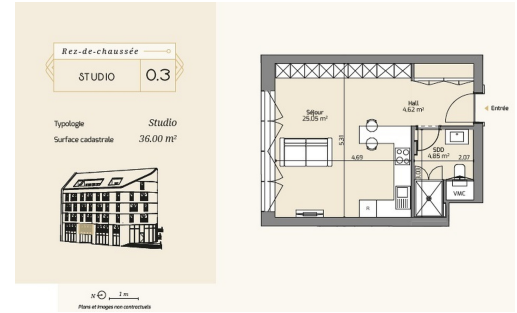 Rez-de-chaussée
STUDIO 0.3
Typologie Studio
Surface cadastrale 36.00 m²
N 1 m
Plans et Images non contractuels
Séjour
25.05 m²
Hall
4.62 m²
Entrée
5.31
4.69
SDD
4.85 m²
2.07
VMC